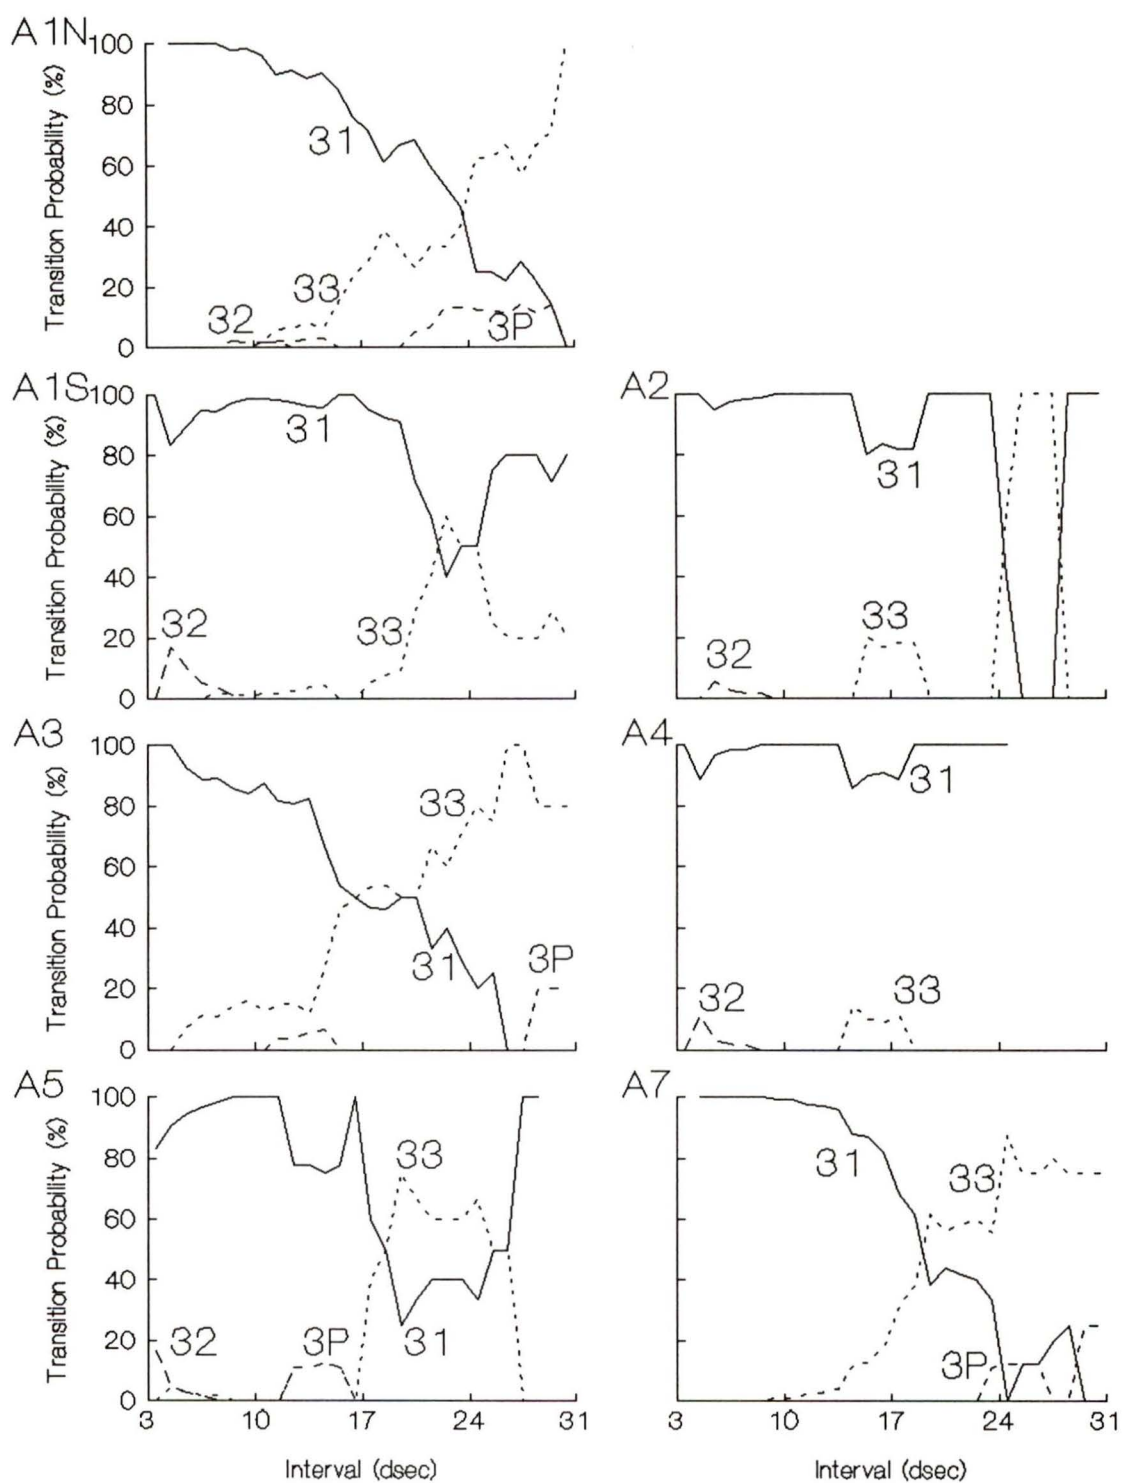 A1N
100
80
60
40
20
0
Transition Probability (%)
31
33
32
3P
A1S
100
80
60
40
20
0
Transition Probability (%)
31
32
33
A2
31
33
32
A3
100
80
60
40
20
0
Transition Probability (%)
33
31
3P
A4
31
32
33
A5
100
80
60
40
20
0
Transition Probability (%)
33
32
3P
31
3 10 17 24 31
Interval (dsec)
A7
31
33
3P
3 10 17 24 31
Interval (dsec)